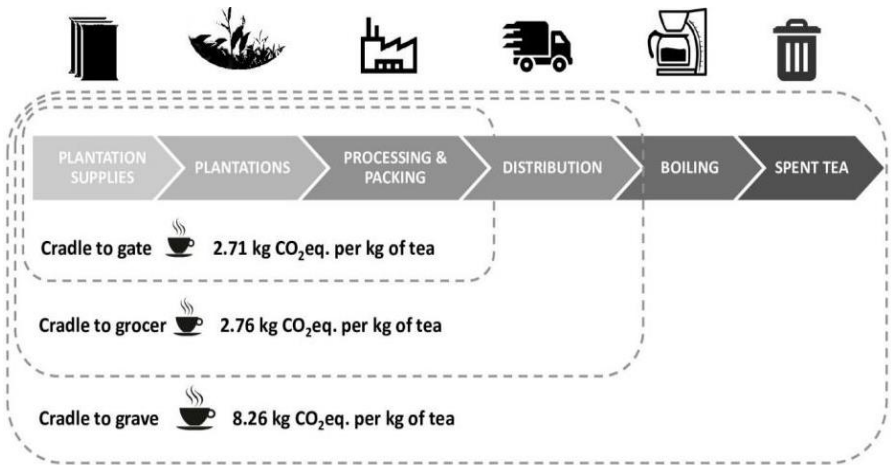 PLANTATION
SUPPLIES
PLANTATIONS
PROCESSING &
PACKING
DISTRIBUTION
BOILING
SPENT TEA
Cradle to gate 2.71 kg CO₂eq. per kg of tea
Cradle to grocer 2.76 kg CO₂eq. per kg of tea
Cradle to grave 8.26 kg CO₂eq. per kg of tea